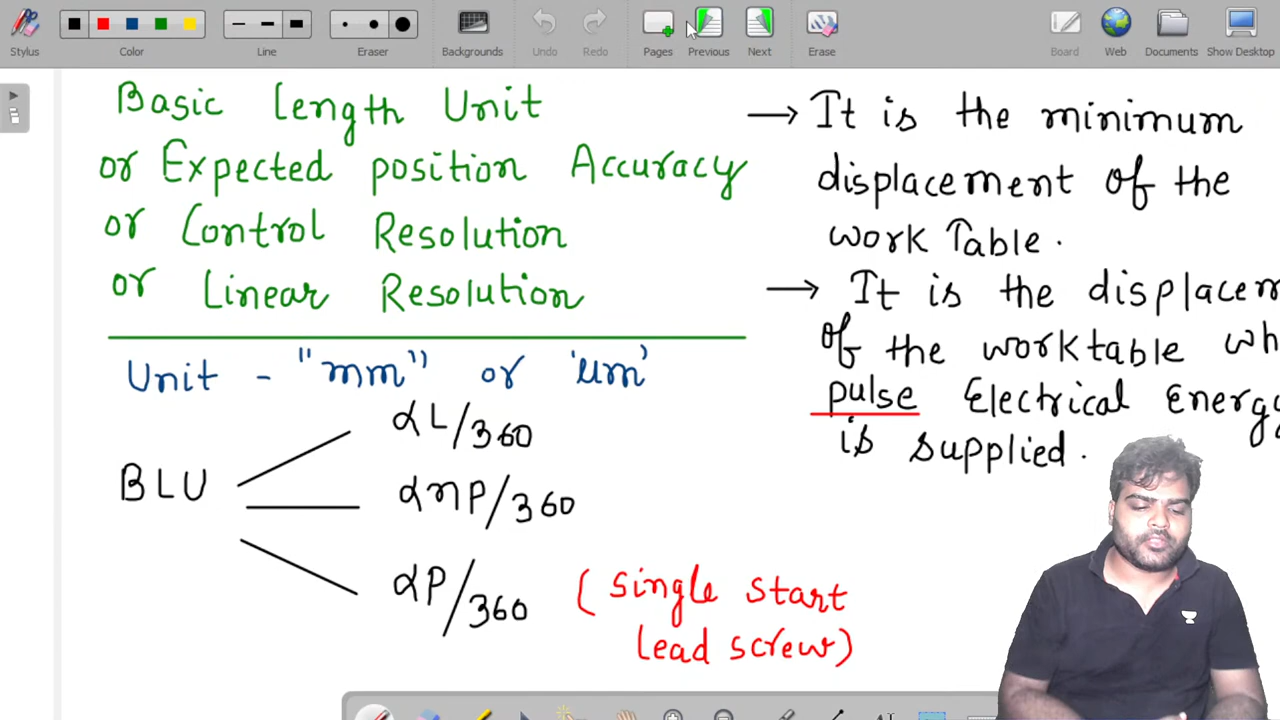 Stylus
Color
Line
Eraser
Backgrounds
Undo
Redo
Pages
Previous
Next
Erase
Board
Web
Documents
Show Desktop
Basic Length Unit
or Expected position Accuracy
or Control Resolution
or Linear Resolution
Unit - "mm" or 'um'
BLU
αL/360
αnP/360
αP/360 (single start
lead screw)
→ It is the minimum
displacement of the
work Table.
→ It is the displacem
of the worktable wh
pulse Electrical Energy
is supplied.